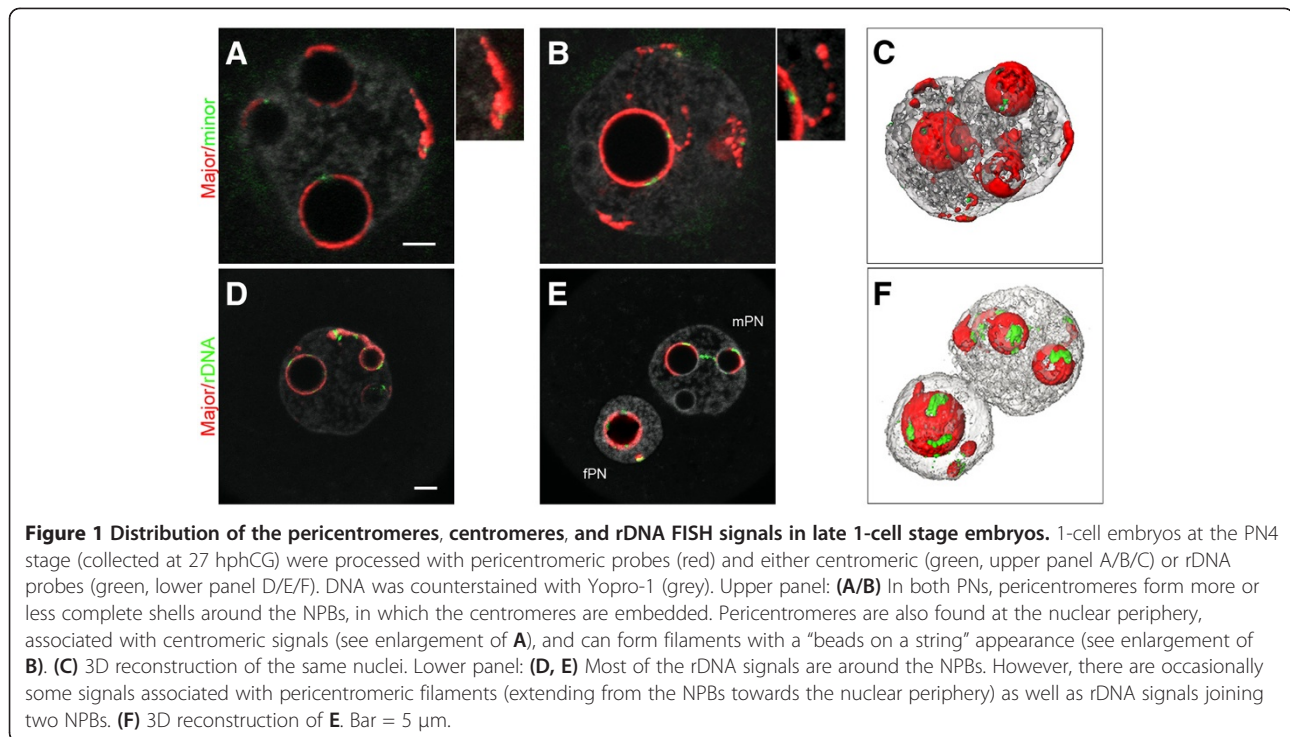 A
B
C
Major/minor
D
E
F
mPN
fPN
Major/rDNA
Figure 1 Distribution of the pericentromeres, centromeres, and rDNA FISH signals in late 1-cell stage embryos. 1-cell embryos at the PN4
stage (collected at 27 hphCG) were processed with pericentromeric probes (red) and either centromeric (green, upper panel A/B/C) or rDNA
probes (green, lower panel D/E/F). DNA was counterstained with Yopro-1 (grey). Upper panel: (A/B) In both PNs, pericentromeres form more or
less complete shells around the NPBs, in which the centromeres are embedded. Pericentromeres are also found at the nuclear periphery,
associated with centromeric signals (see enlargement of A), and can form filaments with a “beads on a string” appearance (see enlargement of
B). (C) 3D reconstruction of the same nuclei. Lower panel: (D, E) Most of the rDNA signals are around the NPBs. However, there are occasionally
some signals associated with pericentromeric filaments (extending from the NPBs towards the nuclear periphery) as well as rDNA signals joining
two NPBs. (F) 3D reconstruction of E. Bar = 5 μm.